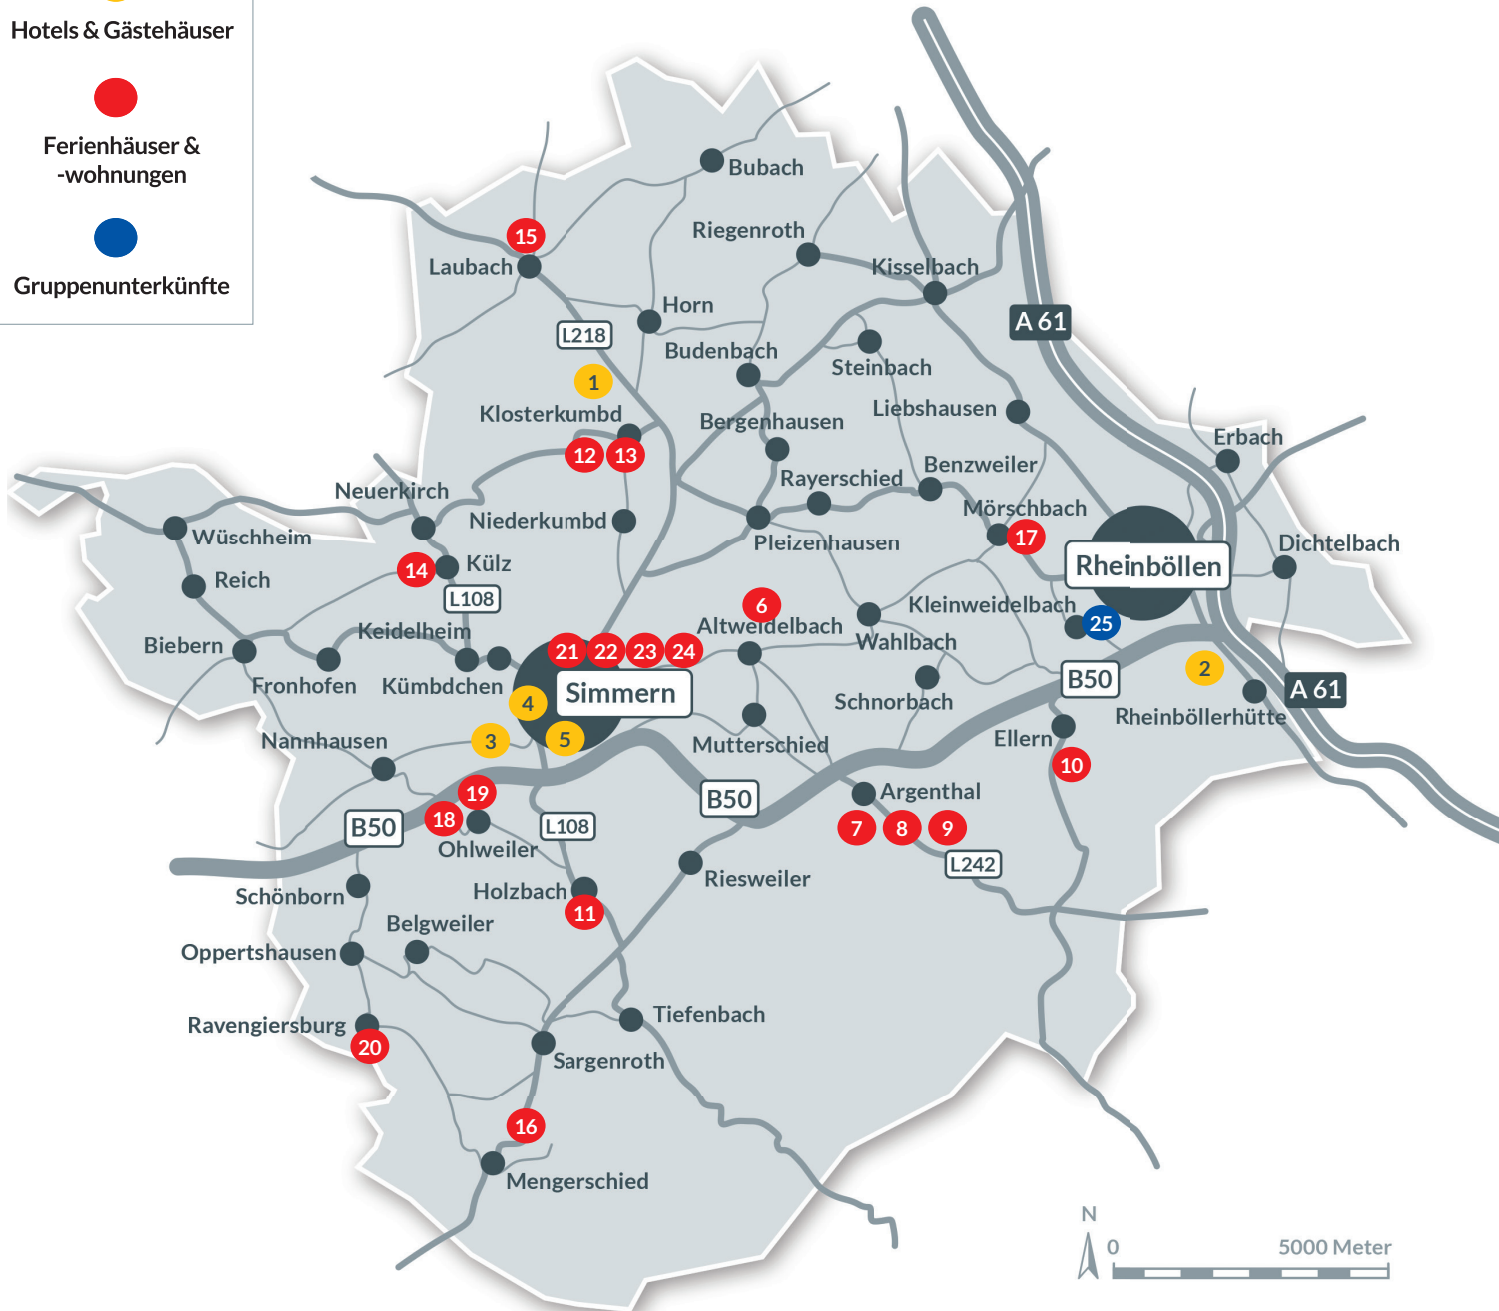 Hotels & Gästehäuser
Ferienhäuser &
-wohnungen
Gruppenunterkünfte
Bubach
Riegenroth
15
Laubach
Kisselbach
Horn
A 61
L218
Budenbach
Steinbach
1
Klosterkumbd
Liebshausen
Bergenhausen
Erbach
12
13
Rayerschied
Benzweiler
Neuerkirch
Mörschbach
Niederkumbd
Wüschheim
Pleizenhausen
17
Dichtelbach
Külz
14
Rheinböllen
Reich
L108
6
Kleinweidelbach
25
Altweidelbach
Keidelheim
Biebern
Wahlbach
21
22
23
24
2
Fronhofen
Kümbdchen
Simmern
B50
A 61
4
Schnorbach
Rheinböllerhütte
Nannhausen
3
5
Mutterschied
Ellern
10
19
Argenthal
B50
18
B50
L108
7
8
9
Ohlweiler
L242
Riesweiler
Schönborn
Holzbach
11
Belgweiler
Oppertshausen
Tiefenbach
Ravengiersburg
20
Sargenroth
16
Mengerschied
N
0
5000 Meter